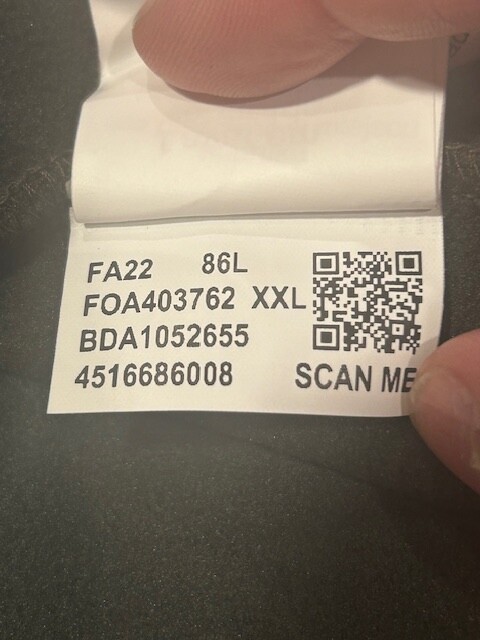 FA22 86L
FOA403762 XXL
BDA1052655
4516686008 SCAN ME